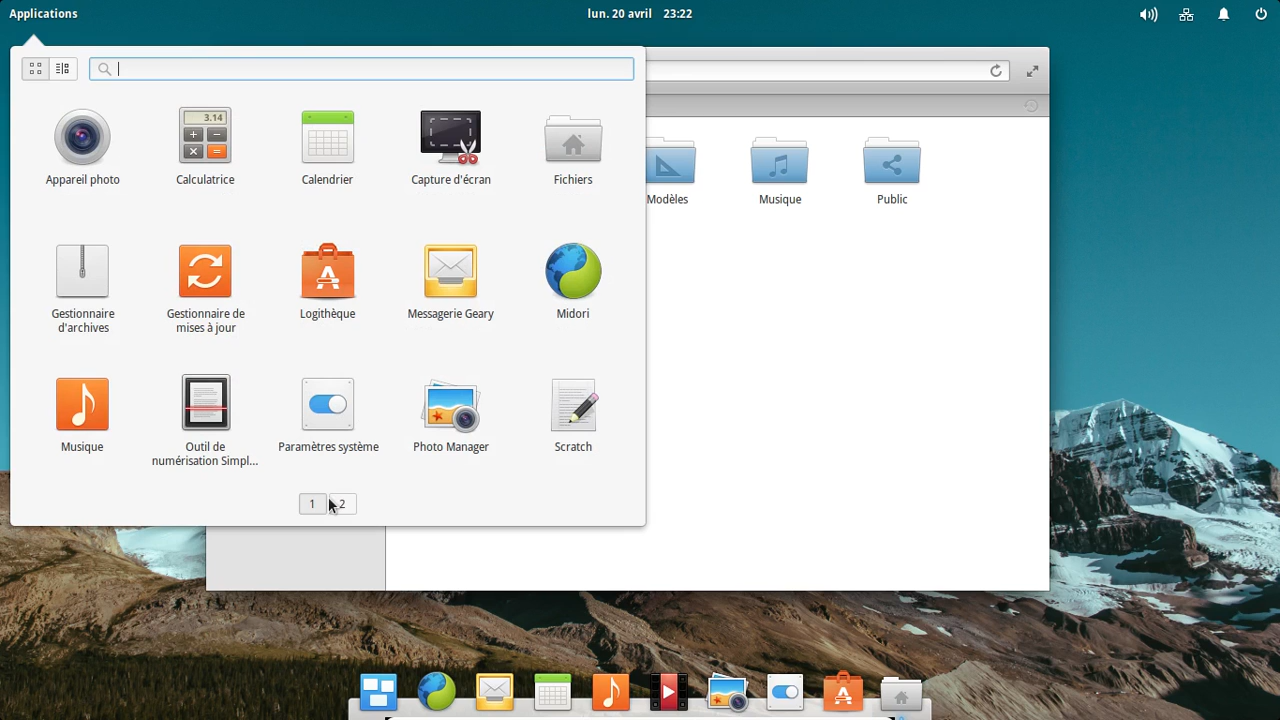 Applications
lun. 20 avril 23:22
3.14
Appareil photo
Calculatrice
Calendrier
Capture d'écran
Fichiers
Gestionnaire
d'archives
Gestionnaire de
mises à jour
Logithèque
Messagerie Geary
Midori
Musique
Outil de
numérisation Simpl...
Paramètres système
Photo Manager
Scratch
1
2
Modèles
Musique
Public